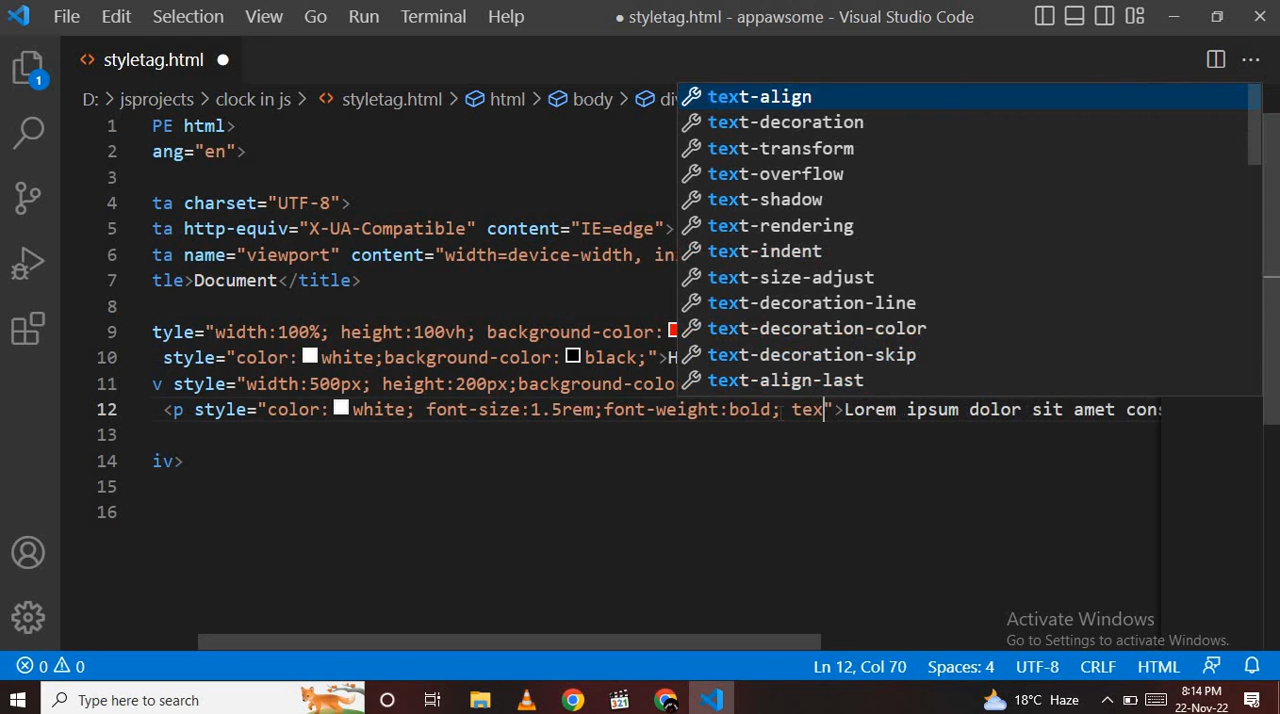 File Edit Selection View Go Run Terminal Help ● styletag.html - appawsome - Visual Studio Code
1
<> styletag.html ●
D: > jsprojects > clock in js > <> styletag.html > html > body > di
text-align
text-decoration
text-transform
text-overflow
text-shadow
text-rendering
text-indent
text-size-adjust
text-decoration-line
text-decoration-color
text-decoration-skip
text-align-last
1 PE html>
2 ang="en">
3
4 ta charset="UTF-8">
5 ta http-equiv="X-UA-Compatible" content="IE=edge">
6 ta name="viewport" content="width=device-width, in
7 tle>Document</title>
8
9 tyle="width:100%; height:100vh; background-color:
10 style="color: white;background-color: black;">H
11 v style="width:500px; height:200px;background-color
12 <p style="color: white; font-size:1.5rem;font-weight:bold; tex">Lorem ipsum dolor sit amet cons
13
14 iv>
15
16
Activate Windows
Go to Settings to activate Windows.
0 0 Ln 12, Col 70 Spaces: 4 UTF-8 CRLF HTML
Type here to search 321 18°C Haze 8:14 PM
22-Nov-22